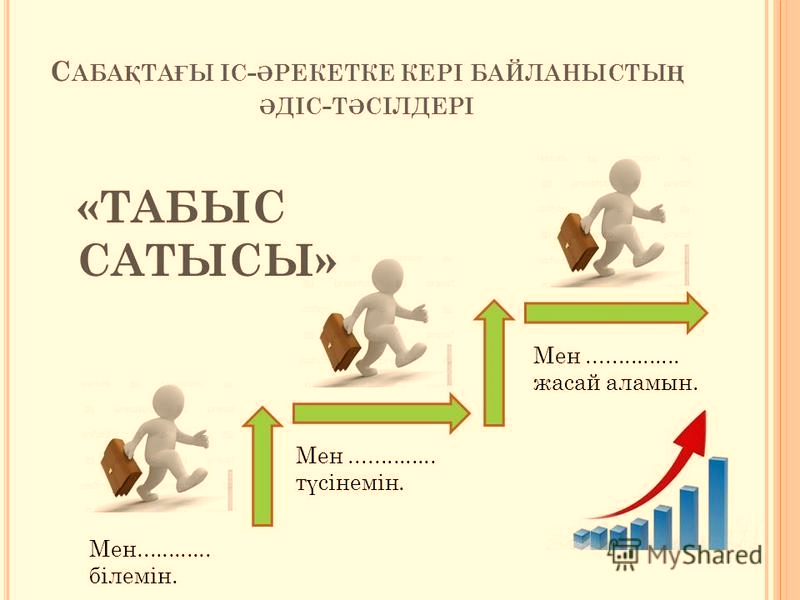 Сабақтағы іс-әрекетке кері байланыстың
әдіс-тәсілдері
«ТАБЫС
САТЫСЫ»
Мен ...............
жасай аламын.
Мен ..............
түсінемін.
Мен............
білемін.
MyShared